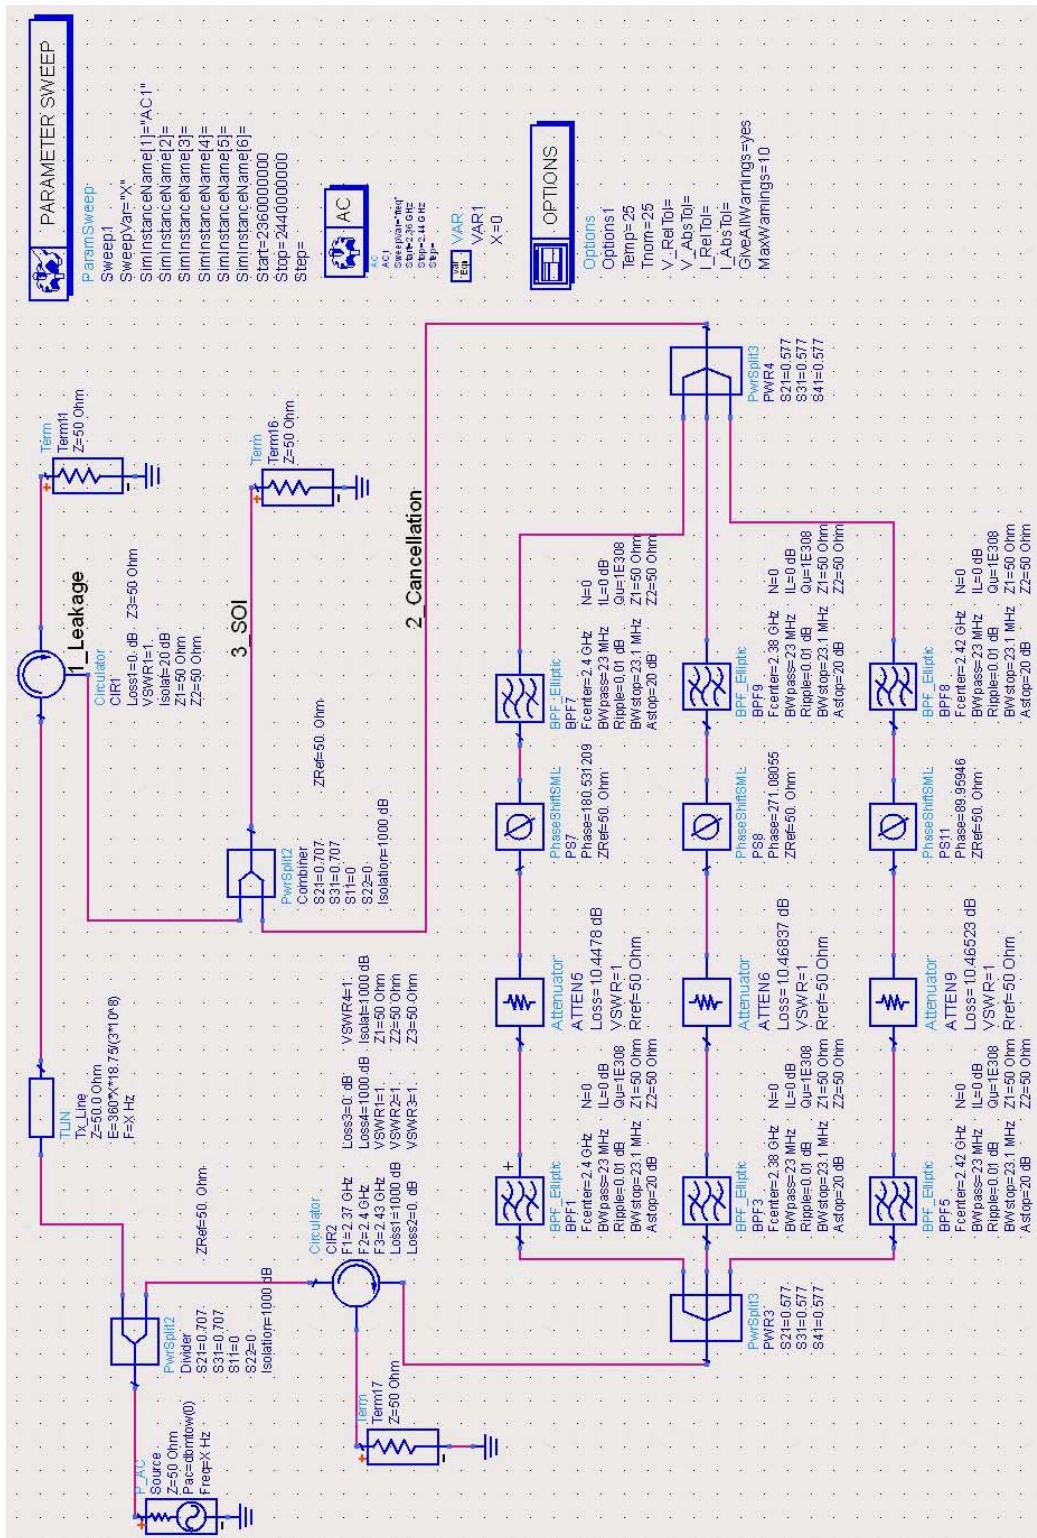 PARAMETER SWEEP
ParamSweep
Sweep1
SweepVar="X"
SimInstanceName[1]="AC1"
SimInstanceName[2]=
SimInstanceName[3]=
SimInstanceName[4]=
SimInstanceName[5]=
SimInstanceName[6]=
Start=2360000000
Stop=2440000000
Step=
AC
AC
AC1
SweepVar="freq"
Start=2.36 GHz
Stop=2.44 GHz
Step=
Var
Eqn
VAR
VAR1
X=0
OPTIONS
Options
Options1
Temp=25
Tnom=25
V_RelTol=
V_AbsTol=
I_RelTol=
I_AbsTol=
GiveAllWarnings=yes
MaxWarnings=10
P_AC
Source
Z=50 Ohm
Pac=dbmtow(0)
Freq=X Hz
PwrSplit2
Divider
S21=0.707
S31=0.707
S11=0
S22=0
Isolation=1000 dB
ZRef=50. Ohm
TLIN
Tx_Line
Z=50.0 Ohm
E=360*X*18.75/(3*10^8)
F=X Hz
1_Leakage
Circulator
CIR1
Loss1=0. dB
VSWR1=1.
Isolat=20 dB
Z1=50 Ohm
Z2=50 Ohm
Z3=50 Ohm
Term
Term11
Z=50 Ohm
3_SOI
Term
Term16
Z=50 Ohm
PwrSplit2
Combiner
S21=0.707
S31=0.707
S11=0
S22=0
Isolation=1000 dB
ZRef=50. Ohm
2_Cancellation
Term
Term17
Z=50 Ohm
Circulator
CIR2
F1=2.37 GHz
F2=2.4 GHz
F3=2.43 GHz
Loss1=1000 dB
Loss2=0. dB
Loss3=0. dB
Loss4=1000 dB
VSWR1=1.
VSWR2=1.
VSWR3=1.
VSWR4=1.
Isolat=1000 dB
Z1=50 Ohm
Z2=50 Ohm
Z3=50 Ohm
PwrSplit3
PWR3
S21=0.577
S31=0.577
S41=0.577
BPF_Elliptic
BPF1
Fcenter=2.4 GHz
BWpass=23 MHz
Ripple=0.01 dB
BWstop=23.1 MHz
Astop=20 dB
N=0
IL=0 dB
Qu=1E308
Z1=50 Ohm
Z2=50 Ohm
Attenuator
ATTEN5
Loss=10.4478 dB
VSWR=1
Rref=50 Ohm
PhaseShiftSML
PS7
Phase=180.531209
ZRef=50. Ohm
BPF_Elliptic
BPF7
Fcenter=2.4 GHz
BWpass=23 MHz
Ripple=0.01 dB
BWstop=23.1 MHz
Astop=20 dB
N=0
IL=0 dB
Qu=1E308
Z1=50 Ohm
Z2=50 Ohm
BPF_Elliptic
BPF3
Fcenter=2.38 GHz
BWpass=23 MHz
Ripple=0.01 dB
BWstop=23.1 MHz
Astop=20 dB
N=0
IL=0 dB
Qu=1E308
Z1=50 Ohm
Z2=50 Ohm
Attenuator
ATTEN6
Loss=10.46837 dB
VSWR=1
Rref=50 Ohm
PhaseShiftSML
PS8
Phase=271.08055
ZRef=50. Ohm
BPF_Elliptic
BPF9
Fcenter=2.38 GHz
BWpass=23 MHz
Ripple=0.01 dB
BWstop=23.1 MHz
Astop=20 dB
N=0
IL=0 dB
Qu=1E308
Z1=50 Ohm
Z2=50 Ohm
BPF_Elliptic
BPF5
Fcenter=2.42 GHz
BWpass=23 MHz
Ripple=0.01 dB
BWstop=23.1 MHz
Astop=20 dB
N=0
IL=0 dB
Qu=1E308
Z1=50 Ohm
Z2=50 Ohm
Attenuator
ATTEN9
Loss=10.46523 dB
VSWR=1
Rref=50 Ohm
PhaseShiftSML
PS11
Phase=89.95946
ZRef=50. Ohm
BPF_Elliptic
BPF8
Fcenter=2.42 GHz
BWpass=23 MHz
Ripple=0.01 dB
BWstop=23.1 MHz
Astop=20 dB
N=0
IL=0 dB
Qu=1E308
Z1=50 Ohm
Z2=50 Ohm
PwrSplit3
PWR4
S21=0.577
S31=0.577
S41=0.577